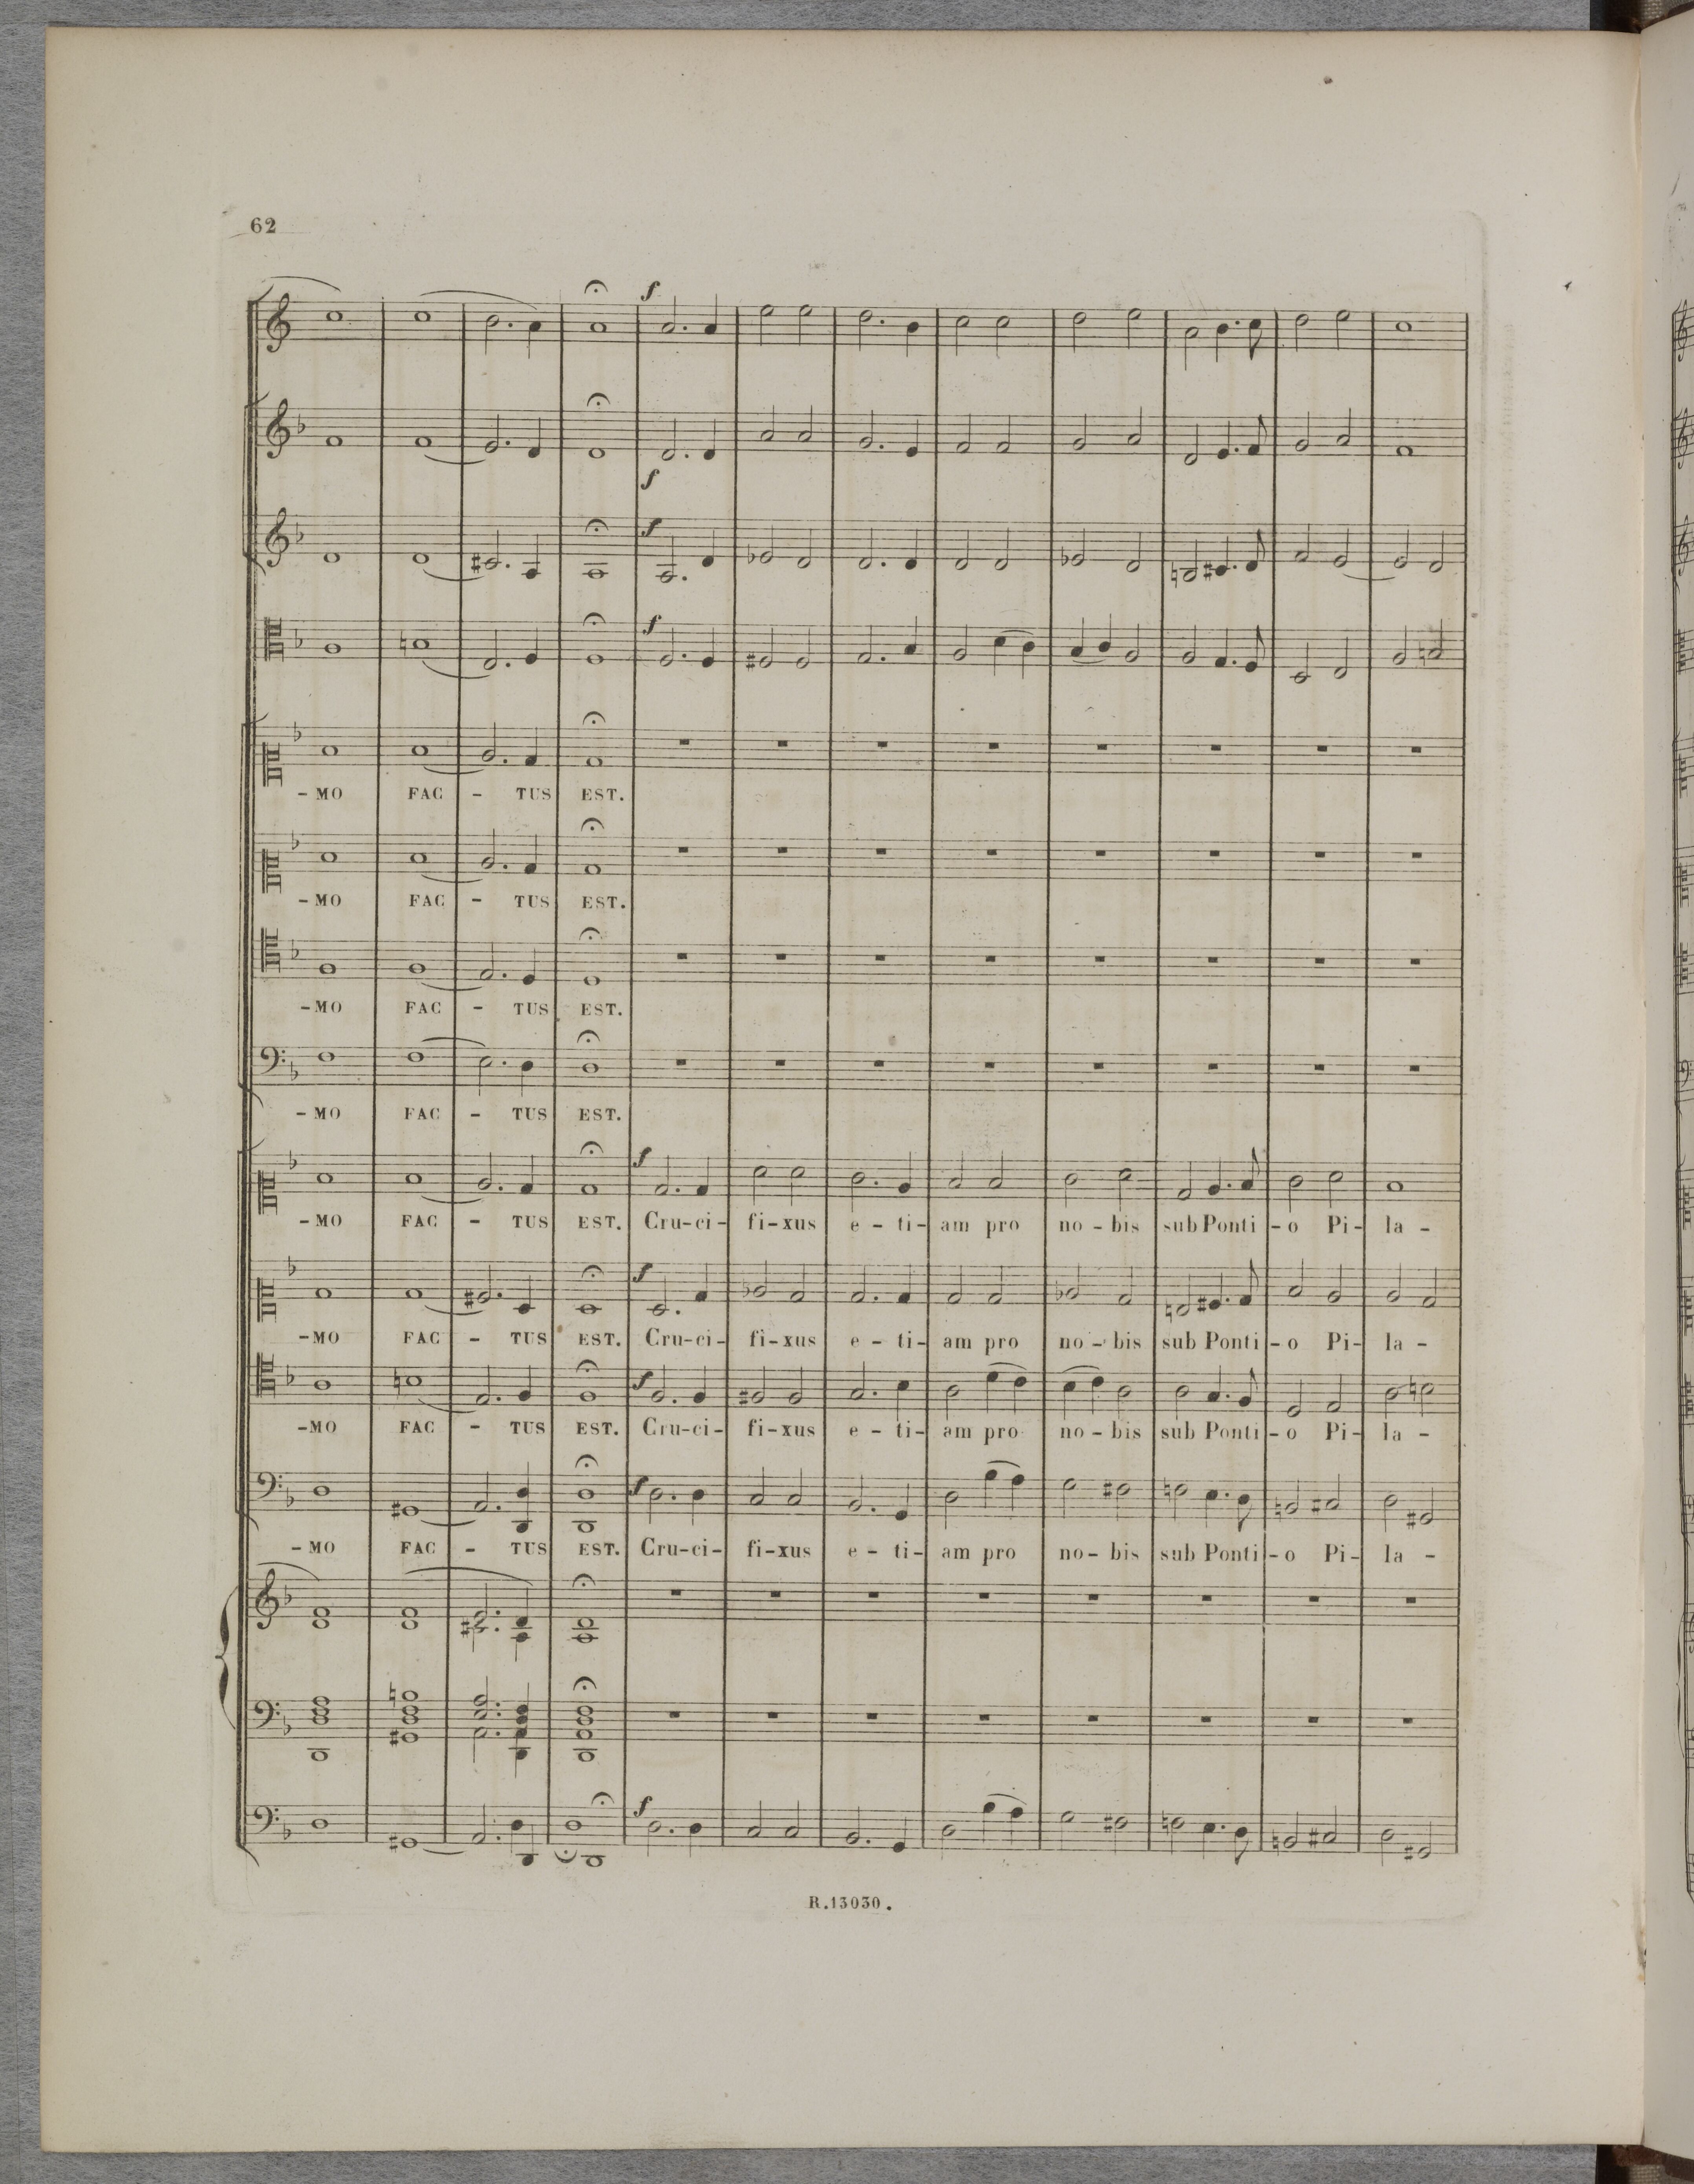 62
f
f
f
f
- MO FAC - TUS EST.
- MO FAC - TUS EST.
- MO FAC - TUS EST.
- MO FAC - TUS EST.
f
- MO FAC - TUS EST. Cru-ci- fi-xus e - ti- am pro no - bis sub Ponti - o Pi- la -
f
- MO FAC - TUS EST. Cru-ci- fi-xus e - ti- am pro no - bis sub Ponti - o Pi- la -
f
- MO FAC - TUS EST. Cru-ci- fi-xus e - ti- am pro no - bis sub Ponti - o Pi- la -
f
- MO FAC - TUS EST. Cru-ci- fi-xus e - ti- am pro no - bis sub Ponti - o Pi- la -
f
R.13030.